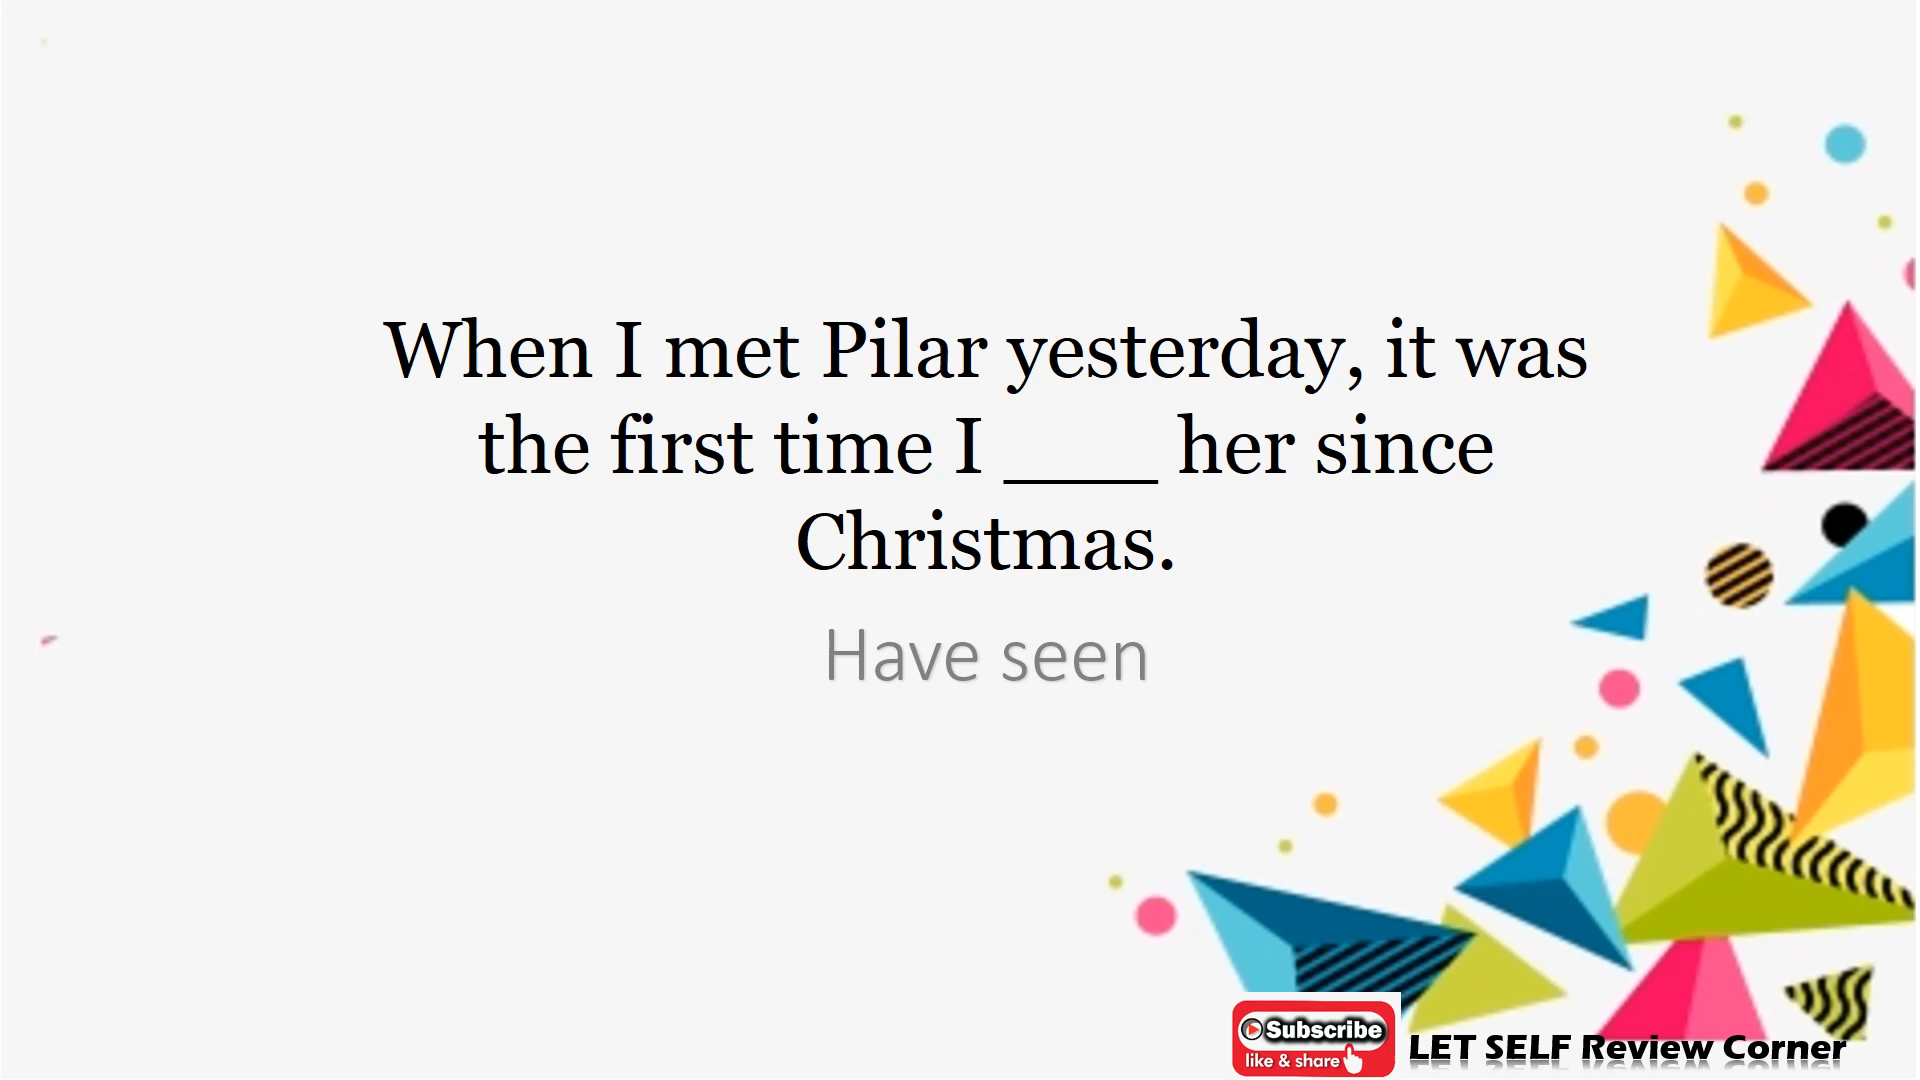 When I met Pilar yesterday, it was
the first time I ____ her since
Christmas.
Have seen
Subscribe
like & share
LET SELF Review Corner